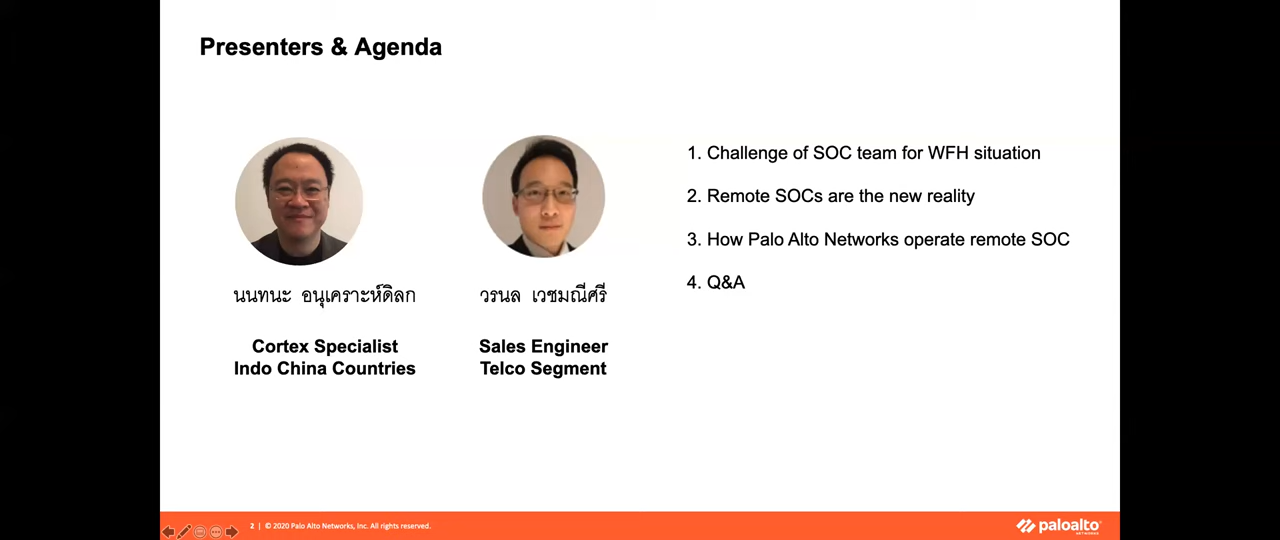 Presenters & Agenda
นนทนะ อนุเคราะห์ดิลก
Cortex Specialist
Indo China Countries
วรนล เวชมณีศรี
Sales Engineer
Telco Segment
1. Challenge of SOC team for WFH situation
2. Remote SOCs are the new reality
3. How Palo Alto Networks operate remote SOC
4. Q&A
2 | © 2020 Palo Alto Networks, Inc. All rights reserved.
paloalto
NETWORKS